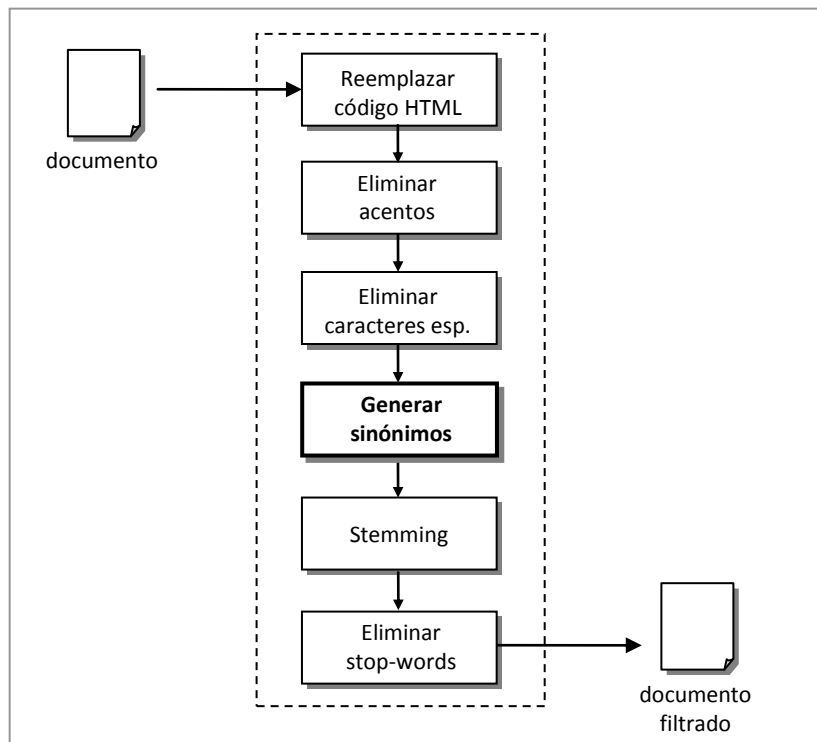 Reemplazar
código HTML
documento
Eliminar
acentos
Eliminar
caracteres esp.
Generar
sinónimos
Stemming
Eliminar
stop-words
documento
filtrado